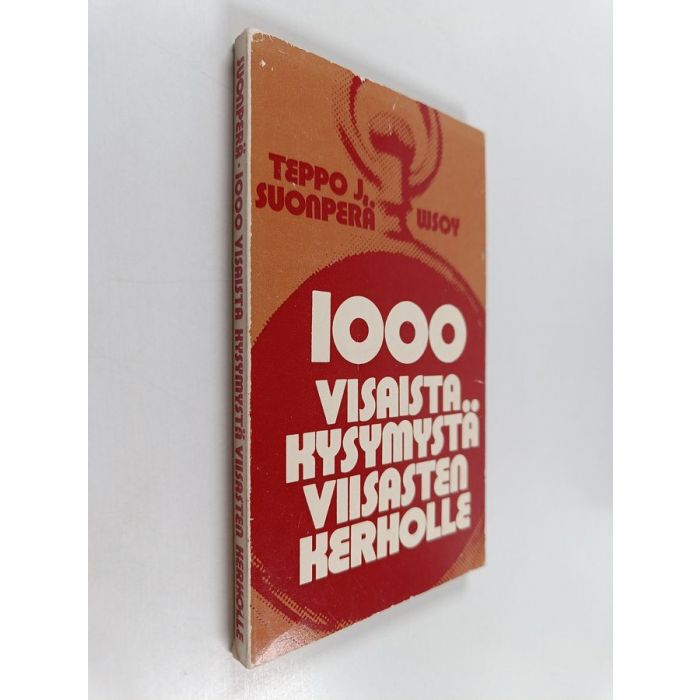 SUONPERÄ · 1000 VISAISTA KYSYMYSTÄ VIISASTEN KERHOLLE
TEPPO J.
SUONPERÄ
WSOY
1000
VISAISTA
KYSYMYSTÄ
VIISASTEN
KERHOLLE